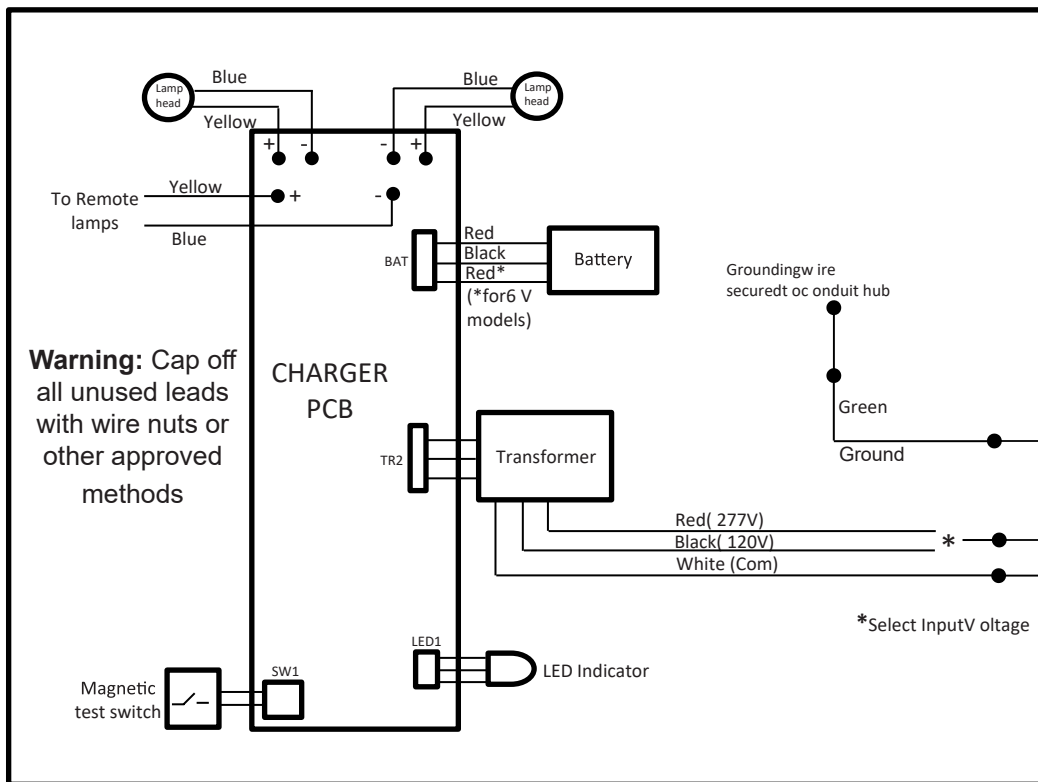 Lamp
head
Blue
Yellow
Blue
Yellow
Lamp
head
+
-
-
+
To Remote
lamps
Yellow
+
-
Blue
BAT
Red
Black
Red*
(*for6 V
models)
Battery
Groundingw ire
securedt oc onduit hub
Warning: Cap off
all unused leads
with wire nuts or
other approved
methods
CHARGER
PCB
Green
Ground
TR2
Transformer
Red( 277V)
Black( 120V)
*
White (Com)
*Select InputV oltage
LED1
LED Indicator
SW1
Magnetic
test switch